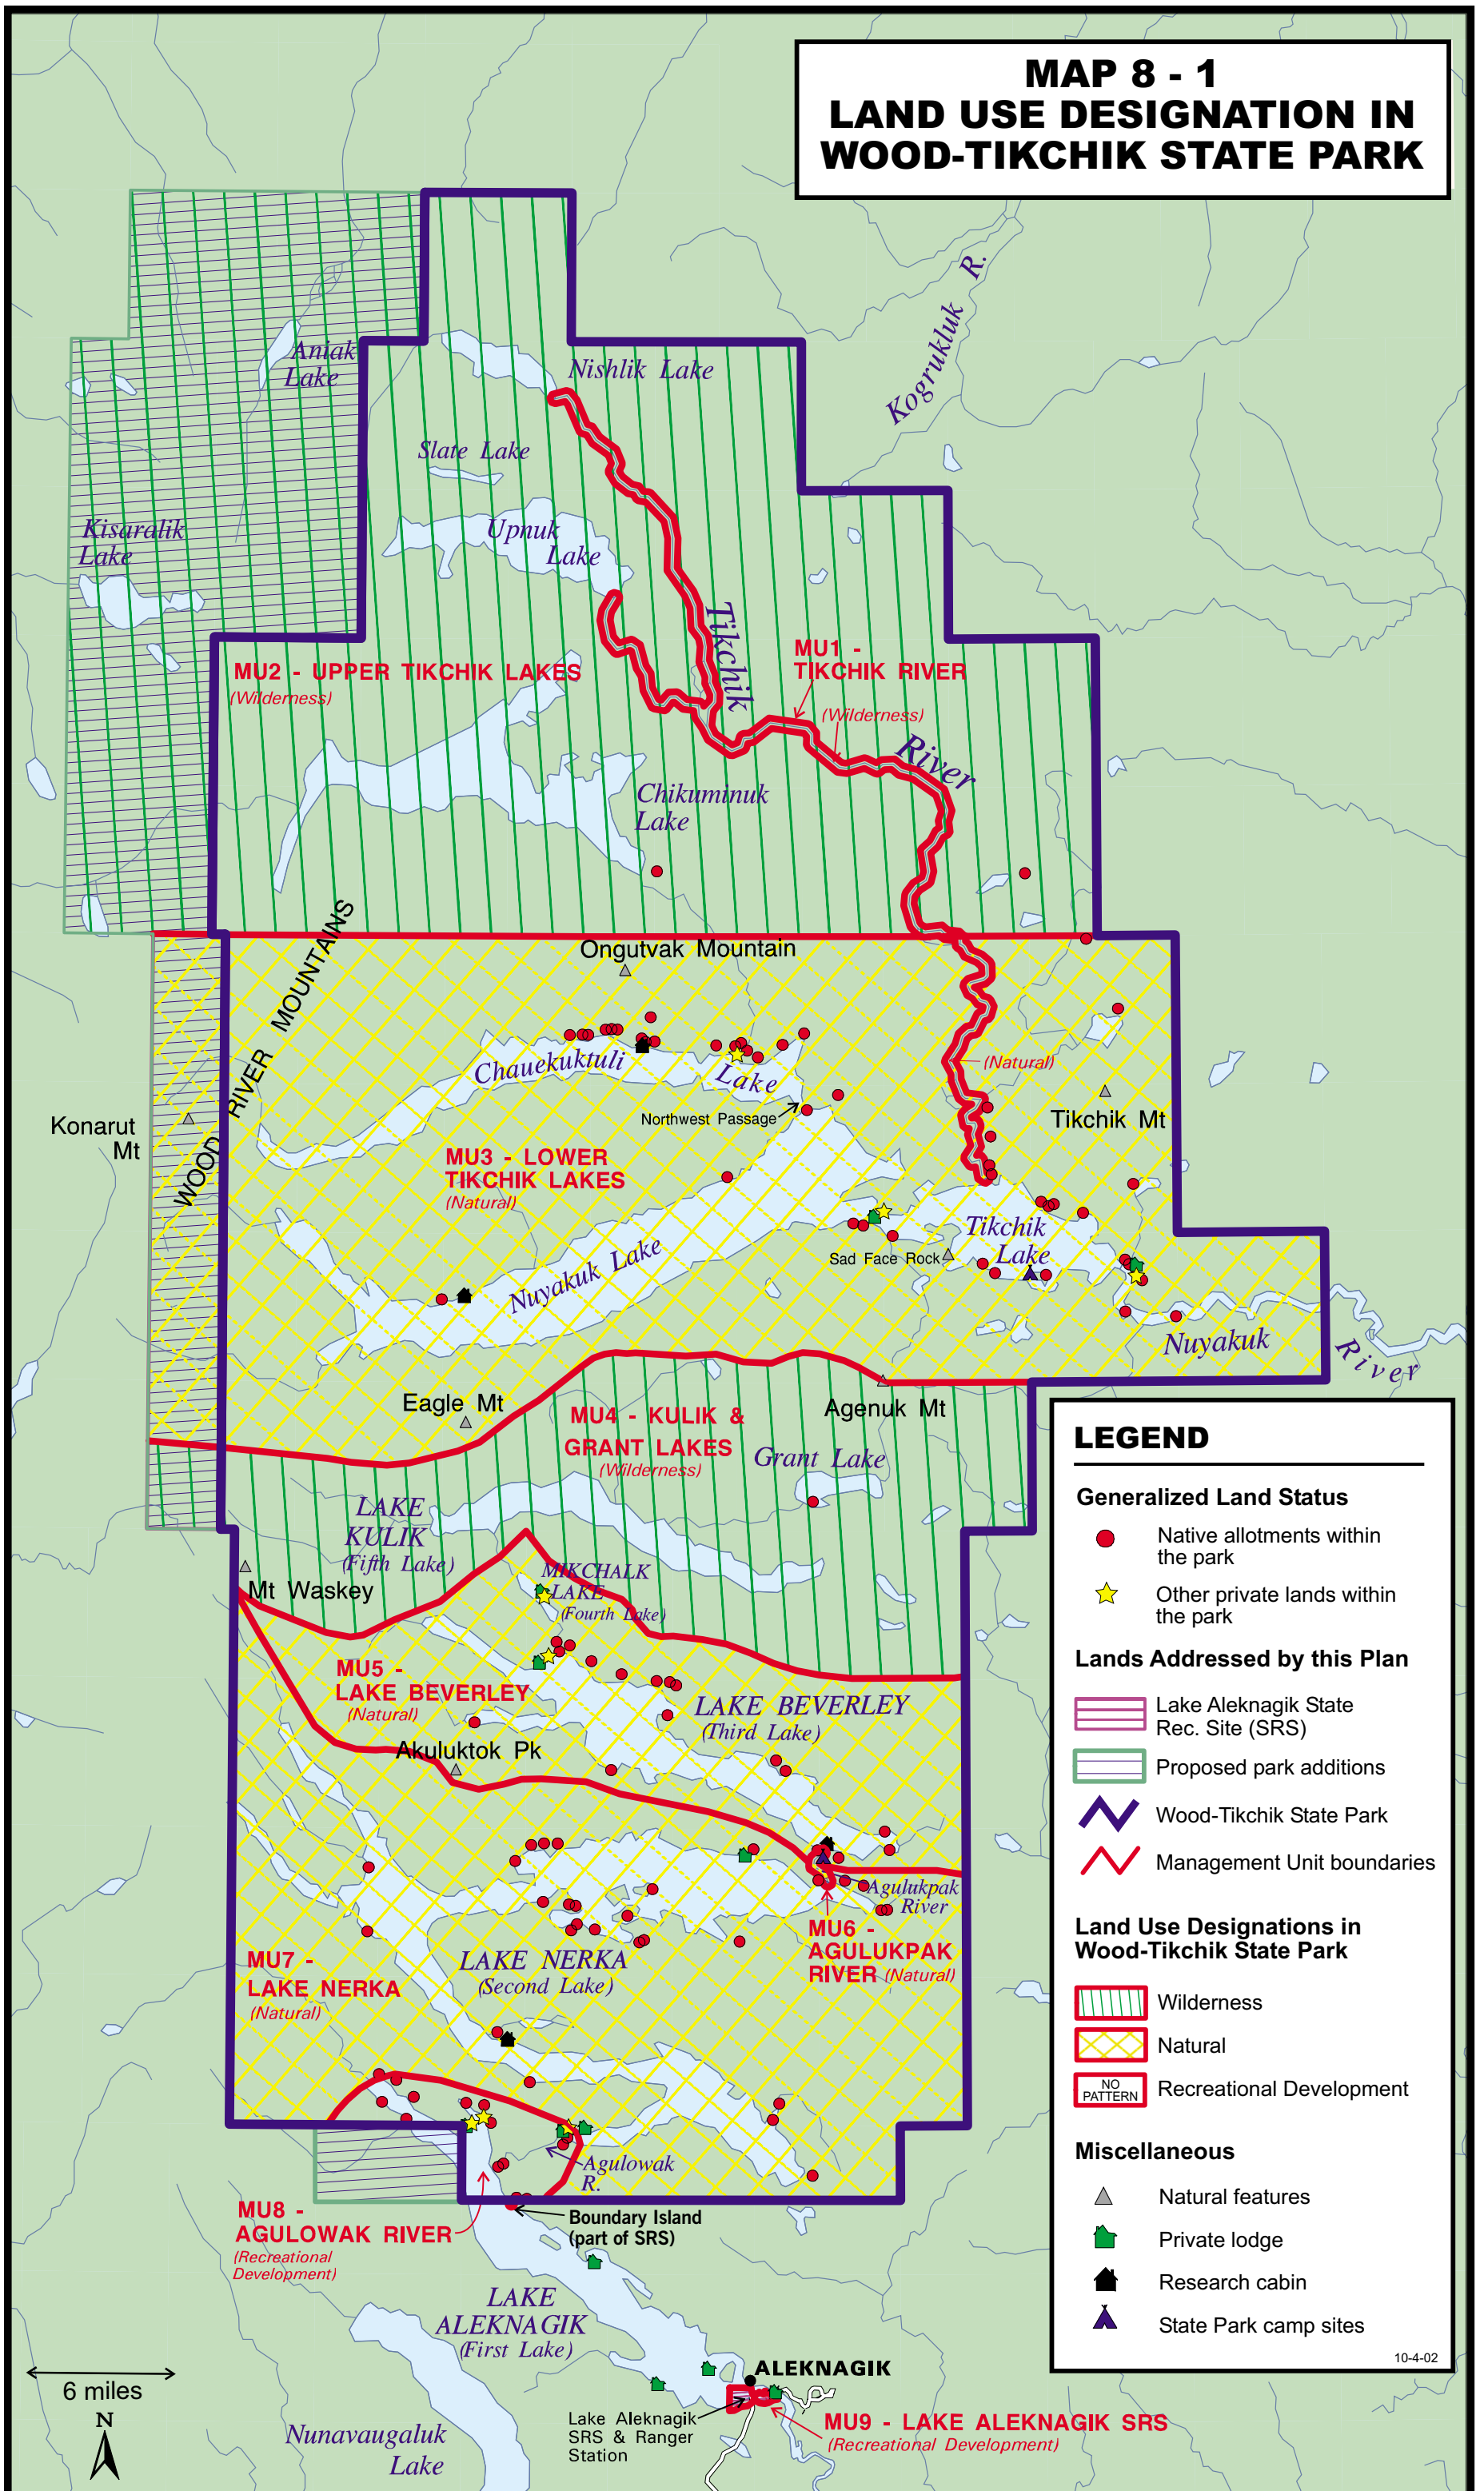 MAP 8 - 1
LAND USE DESIGNATION IN
WOOD-TIKCHIK STATE PARK
Kogrukluk R.
Aniak
Lake
Nishlik Lake
Slate Lake
Kisaralik
Lake
Upnuk
Lake
Tikchik
River
MU1 -
TIKCHIK RIVER
(Wilderness)
MU2 - UPPER TIKCHIK LAKES
(Wilderness)
Chikuminuk
Lake
WOOD RIVER MOUNTAINS
Ongutvak Mountain
Chauekuktuli
Lake
(Natural)
Northwest Passage
Tikchik Mt
Konarut
Mt
MU3 - LOWER
TIKCHIK LAKES
(Natural)
Nuyakuk Lake
Tikchik
Lake
Sad Face Rock
Nuyakuk
River
Eagle Mt
Agenuk Mt
MU4 - KULIK &
GRANT LAKES
(Wilderness)
Grant Lake
LAKE
KULIK
(Fifth Lake)
MIKCHALK
LAKE
(Fourth Lake)
Mt Waskey
MU5 -
LAKE BEVERLEY
(Natural)
LAKE BEVERLEY
(Third Lake)
Akuluktok Pk
Agulukpak
River
MU6 -
AGULUKPAK
RIVER (Natural)
MU7 -
LAKE NERKA
(Natural)
LAKE NERKA
(Second Lake)
Agulowak
R.
MU8 -
AGULOWAK RIVER
(Recreational
Development)
Boundary Island
(part of SRS)
LAKE
ALEKNAGIK
(First Lake)
ALEKNAGIK
Lake Aleknagik
SRS & Ranger
Station
MU9 - LAKE ALEKNAGIK SRS
(Recreational Development)
Nunavaugaluk
Lake
6 miles
N
LEGEND
Generalized Land Status
Native allotments within
the park
Other private lands within
the park
Lands Addressed by this Plan
Lake Aleknagik State
Rec. Site (SRS)
Proposed park additions
Wood-Tikchik State Park
Management Unit boundaries
Land Use Designations in
Wood-Tikchik State Park
Wilderness
Natural
NO
PATTERN
Recreational Development
Miscellaneous
Natural features
Private lodge
Research cabin
State Park camp sites
10-4-02